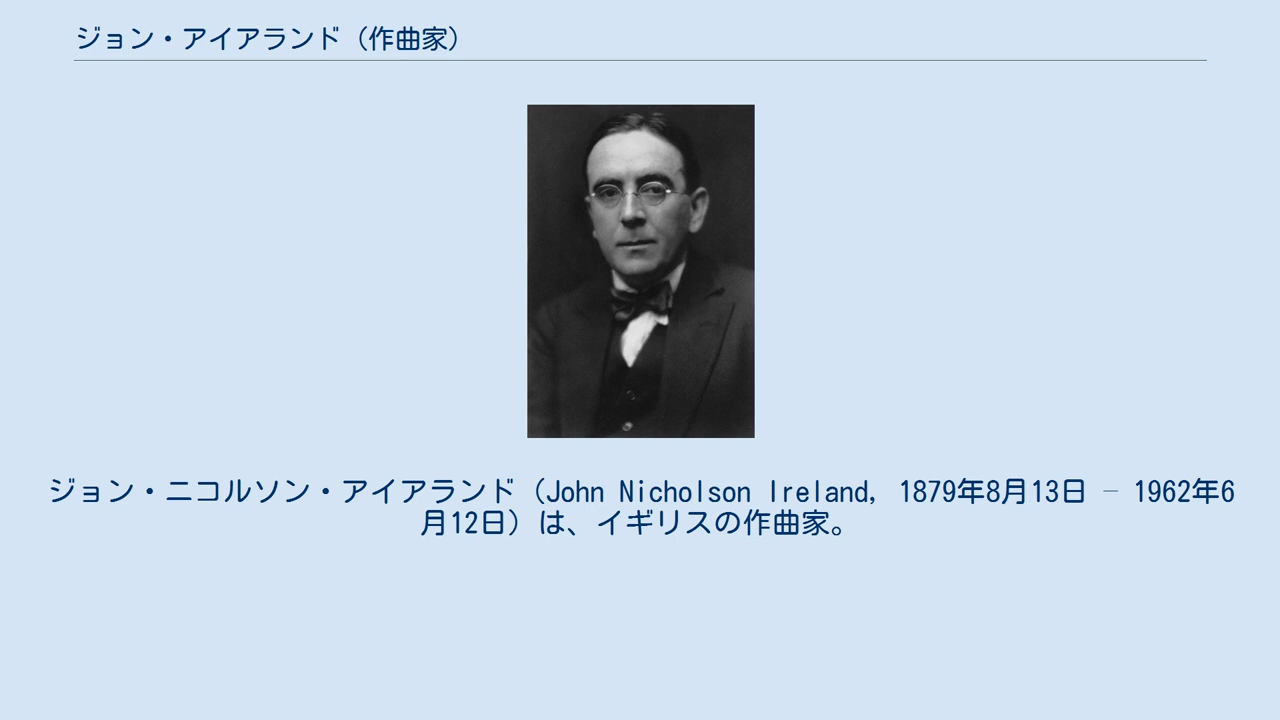 ジョン・アイアランド（作曲家）
ジョン・ニコルソン・アイアランド（John Nicholson Ireland, 1879年8月13日 – 1962年6
月12日）は、イギリスの作曲家。